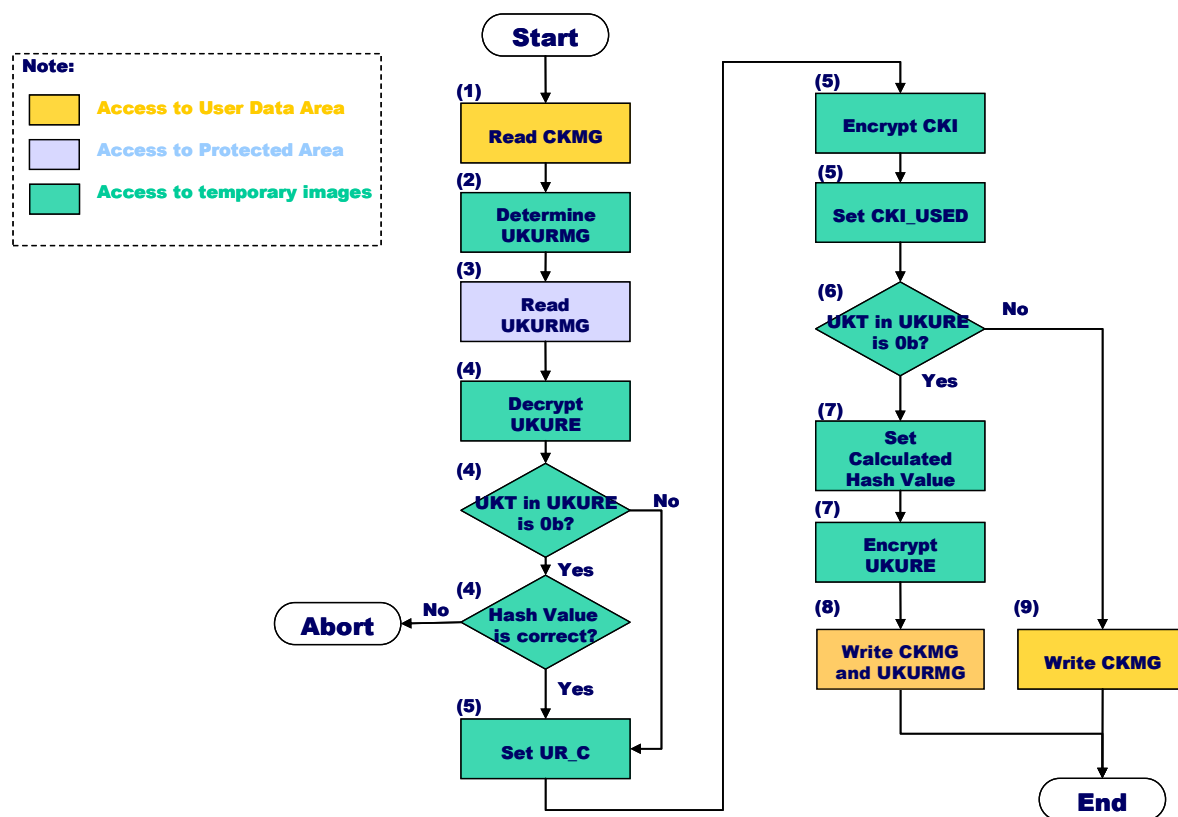 Note:
Access to User Data Area
Access to Protected Area
Access to temporary images
Start
(1)
Read CKMG
(2)
Determine
UKURMG
(3)
Read
UKURMG
(4)
Decrypt
UKURE
(4)
UKT in UKURE
is 0b?
No
Yes
(4)
Hash Value
is correct?
No
Abort
Yes
(5)
Set UR_C
(5)
Encrypt CKI
(5)
Set CKI_USED
(6)
UKT in UKURE
is 0b?
No
Yes
(7)
Set
Calculated
Hash Value
(7)
Encrypt
UKURE
(8)
Write CKMG
and UKURMG
(9)
Write CKMG
End